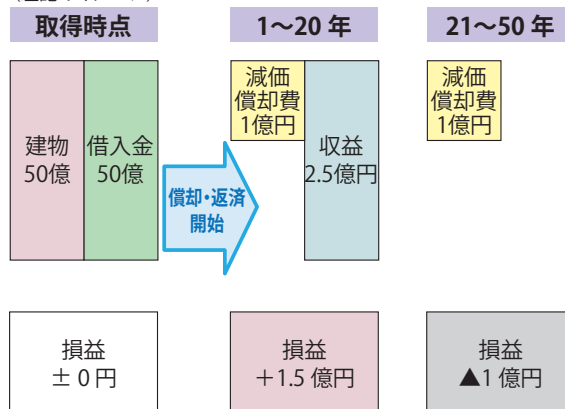 取得時点
1～20 年
21～50 年
建物
50億
借入金
50億
償却・返済
開始
減価
償却費
1億円
収益
2.5億円
減価
償却費
1億円
損益
± 0 円
損益
＋1.5 億円
損益
▲1 億円